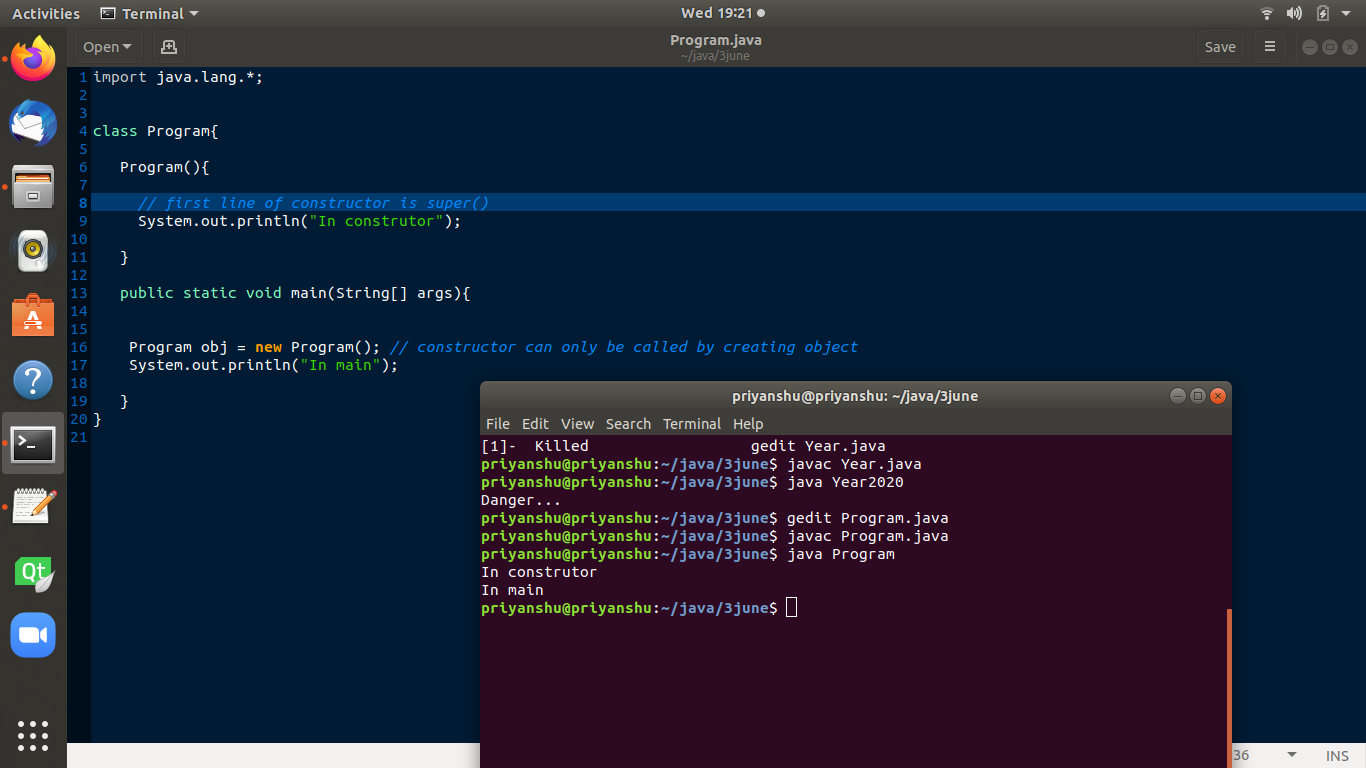 Activities Terminal Wed 19:21
Open Program.java Save
~/java/3june
1 import java.lang.*;
2
3
4 class Program{
5
6 Program(){
7
8 // first line of constructor is super()
9 System.out.println("In construtor");
10
11 }
12
13 public static void main(String[] args){
14
15
16 Program obj = new Program(); // constructor can only be called by creating object
17 System.out.println("In main");
18
19 }
20 }
21
priyanshu@priyanshu: ~/java/3june
File Edit View Search Terminal Help
[1]- Killed gedit Year.java
priyanshu@priyanshu:~/java/3june$ javac Year.java
priyanshu@priyanshu:~/java/3june$ java Year2020
Danger...
priyanshu@priyanshu:~/java/3june$ gedit Program.java
priyanshu@priyanshu:~/java/3june$ javac Program.java
priyanshu@priyanshu:~/java/3june$ java Program
In construtor
In main
priyanshu@priyanshu:~/java/3june$
Qt
36 INS